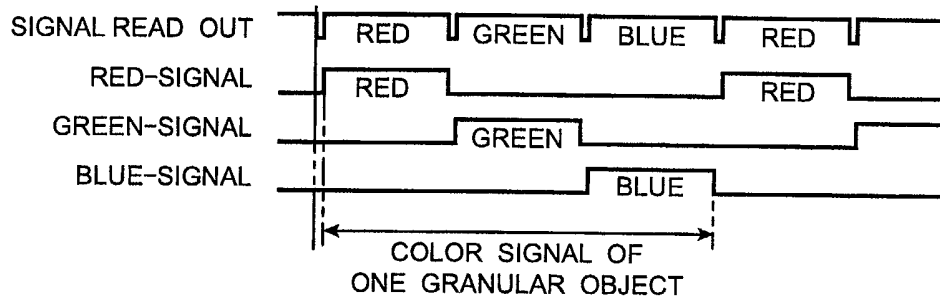 SIGNAL READ OUT RED GREEN BLUE RED
RED-SIGNAL RED RED
GREEN-SIGNAL GREEN
BLUE-SIGNAL BLUE
COLOR SIGNAL OF
ONE GRANULAR OBJECT